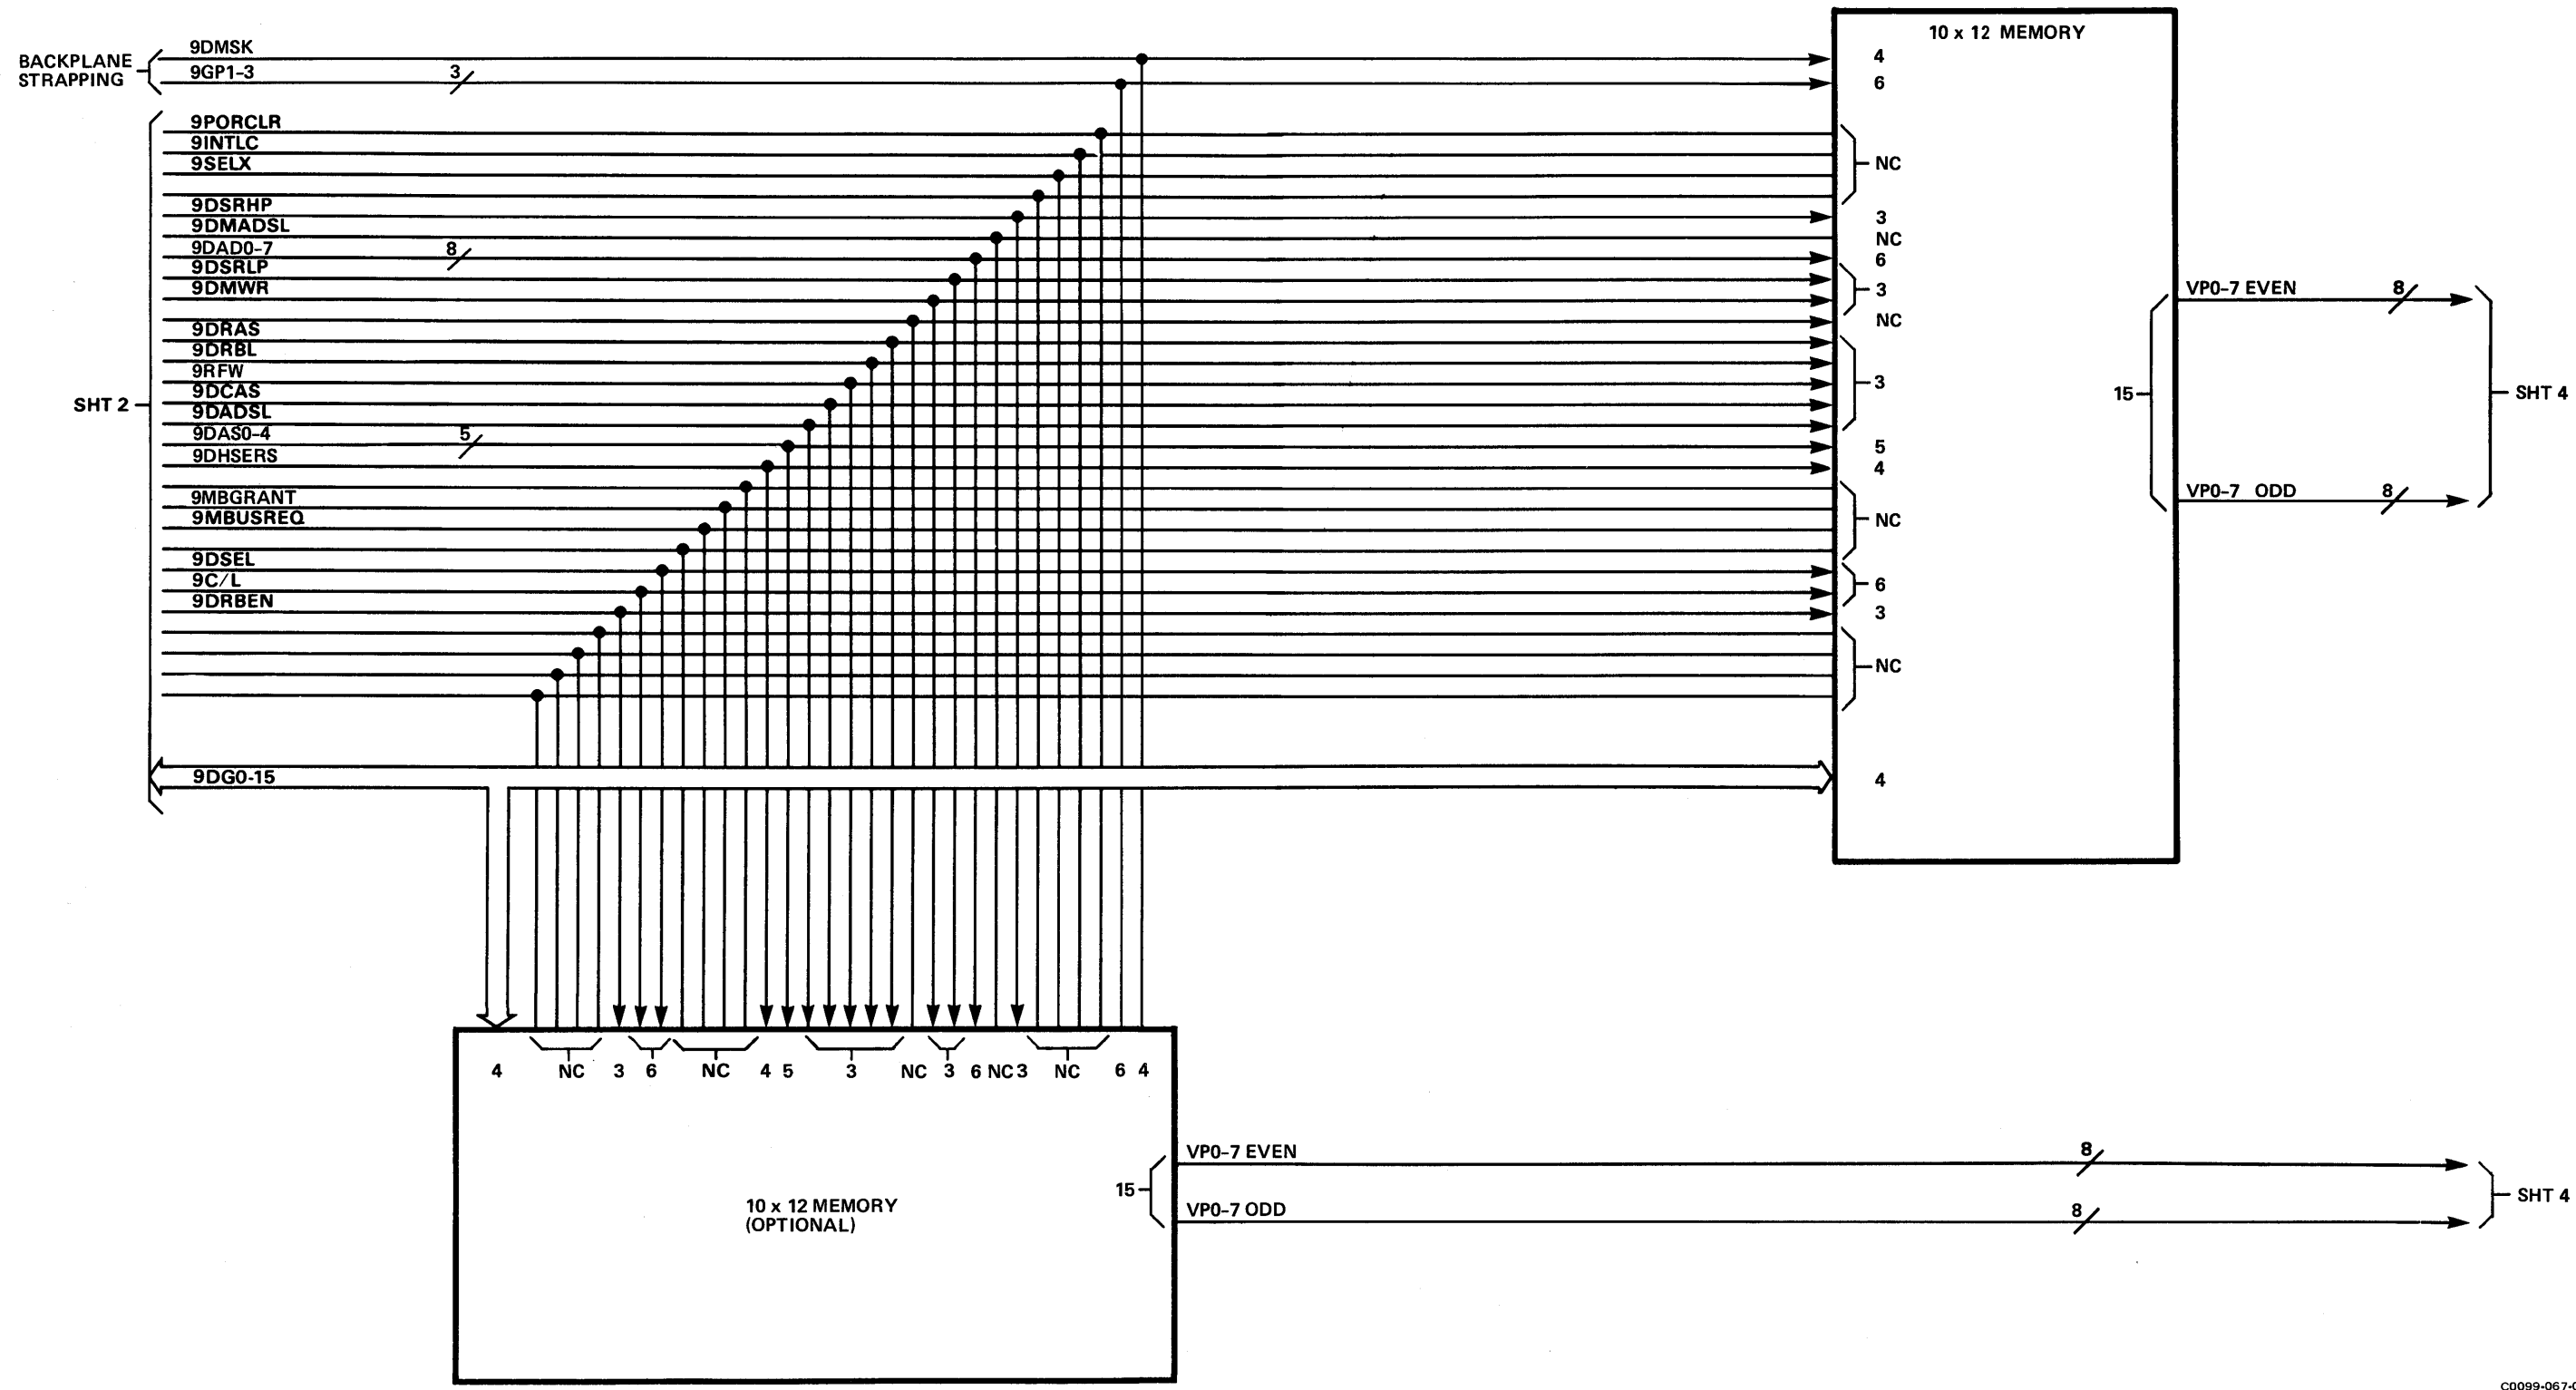 BACKPLANE
STRAPPING
9DMSK
9GP1-3
3
SHT 2
9PORCLR
9INTLC
9SELX
9DSRHP
9DMADSL
9DAD0-7
8
9DSRLP
9DMWR
9DRAS
9DRBL
9RFW
9DCAS
9DADSL
9DAS0-4
5
9DHSERS
9MBGRANT
9MBUSREQ
9DSEL
9C/L
9DRBEN
9DG0-15
10 x 12 MEMORY
4
6
NC
3
NC
6
3
NC
3
5
4
NC
6
3
NC
4
15
VP0-7 EVEN
8
VP0-7 ODD
8
SHT 4
4 NC 3 6 NC 4 5 3 NC 3 6 NC 3 NC 6 4
10 x 12 MEMORY
(OPTIONAL)
15
VP0-7 EVEN
8
VP0-7 ODD
8
SHT 4